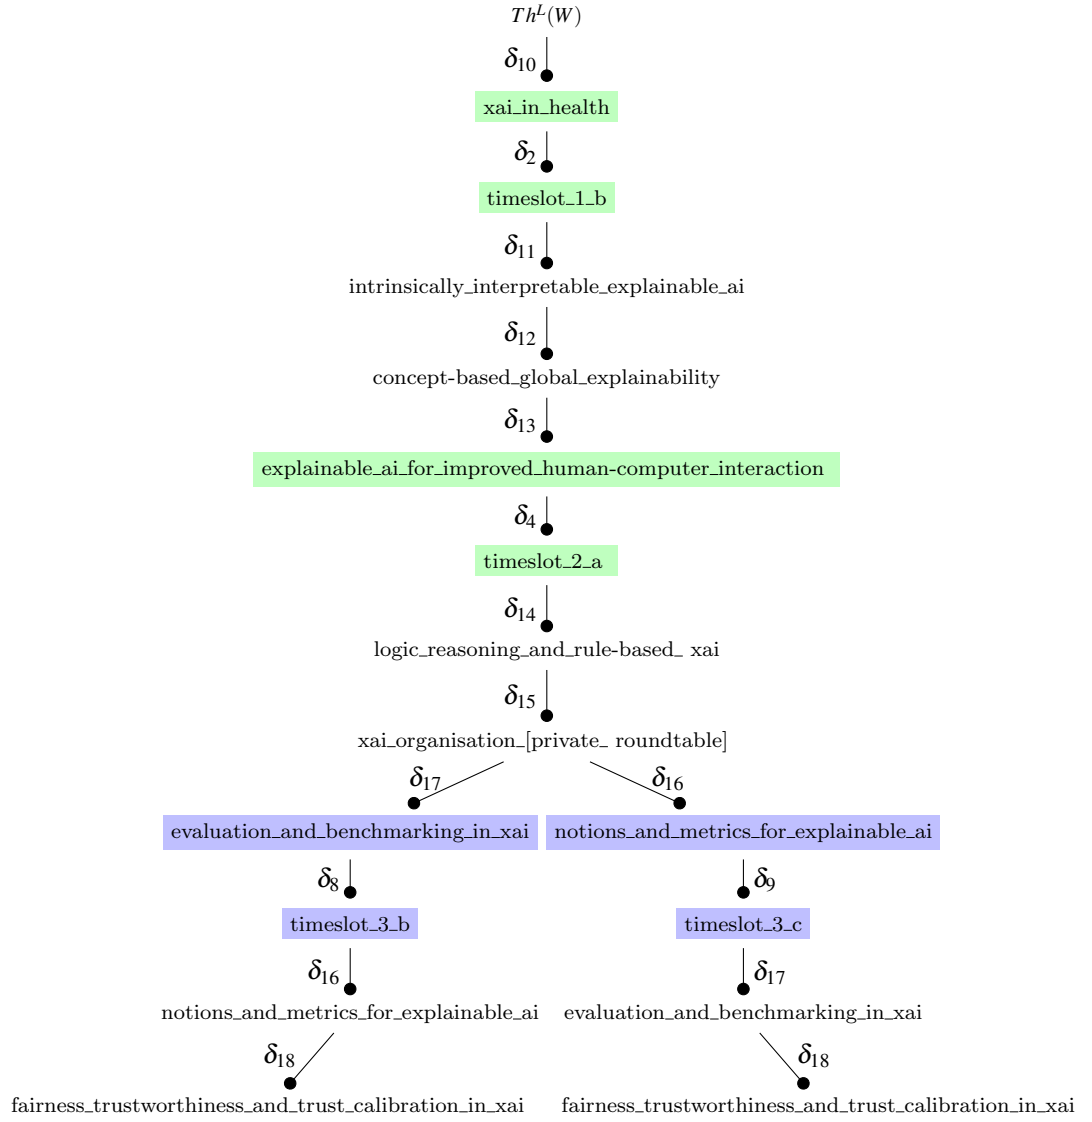 Th^L(W)
δ10
xai_in_health
δ2
timeslot_1_b
δ11
intrinsically_interpretable_explainable_ai
δ12
concept-based_global_explainability
δ13
explainable_ai_for_improved_human-computer_interaction
δ4
timeslot_2_a
δ14
logic_reasoning_and_rule-based_ xai
δ15
xai_organisation_[private_ roundtable]
δ17 δ16
evaluation_and_benchmarking_in_xai notions_and_metrics_for_explainable_ai
δ8 δ9
timeslot_3_b timeslot_3_c
δ16 δ17
notions_and_metrics_for_explainable_ai evaluation_and_benchmarking_in_xai
δ18 δ18
fairness_trustworthiness_and_trust_calibration_in_xai fairness_trustworthiness_and_trust_calibration_in_xai